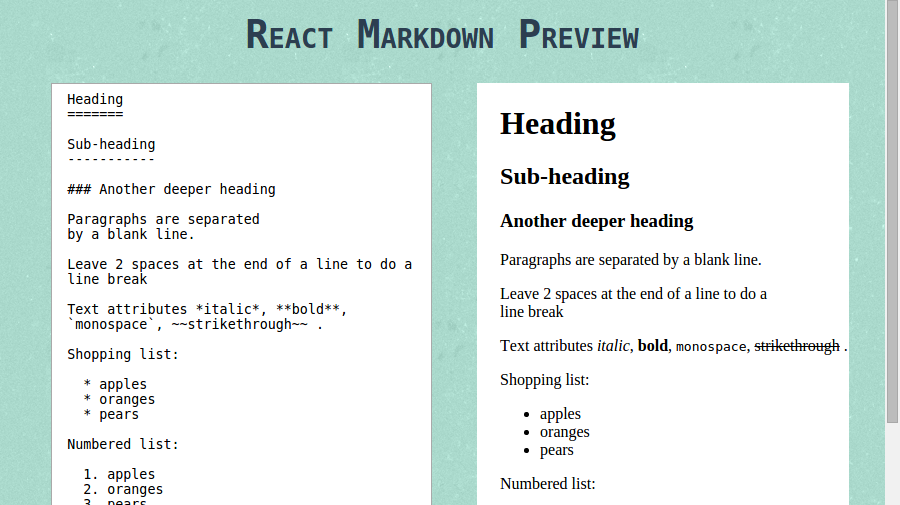 React Markdown Preview
Heading
=======
Sub-heading
-----------
### Another deeper heading
Paragraphs are separated
by a blank line.
Leave 2 spaces at the end of a line to do a
line break
Text attributes *italic*, **bold**,
`monospace`, ~~strikethrough~~ .
Shopping list:
* apples
* oranges
* pears
Numbered list:
1. apples
2. oranges
3. pears
Heading
Sub-heading
Another deeper heading
Paragraphs are separated by a blank line.
Leave 2 spaces at the end of a line to do a
line break
Text attributes italic, bold, monospace, strikethrough .
Shopping list:
• apples
• oranges
• pears
Numbered list: